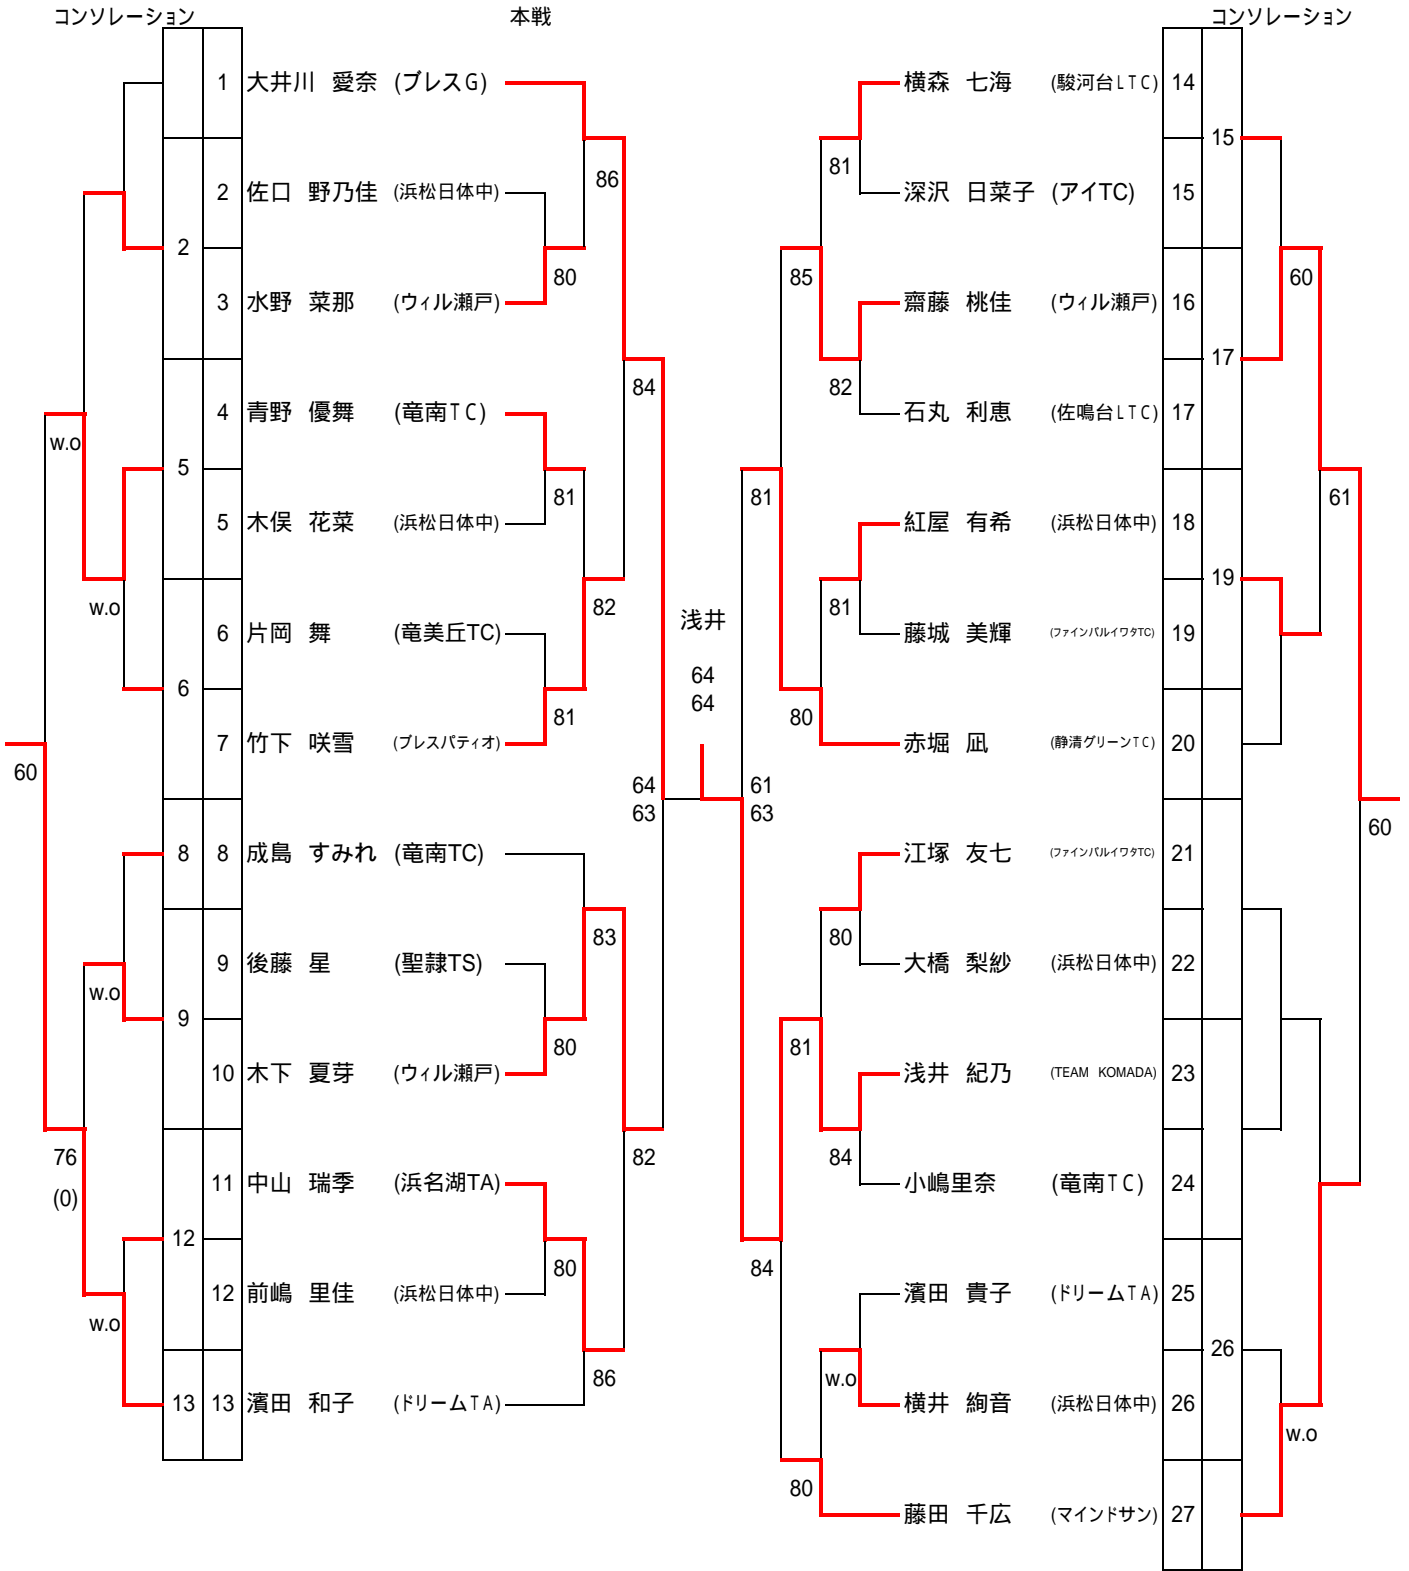 コンソレーション 本戦 コンソレーション
1 大井川 愛奈 (ブレスG) 横森 七海 (駿河台LTC) 14
15
81
86
2 佐口 野乃佳 (浜松日体中) 深沢 日菜子 (アイTC) 15
2
80 85 60
3 水野 菜那 (ウィル瀬戸) 齋藤 桃佳 (ウィル瀬戸) 16
17
84 82
4 青野 優舞 (竜南TC) 石丸 利恵 (佐鳴台LTC) 17
w.o
5
81 81 61
5 木俣 花菜 (浜松日体中) 紅屋 有希 (浜松日体中) 18
19
w.o 82 81
浅井
6 片岡 舞 (竜美丘TC) 藤城 美輝 (ファインパルイワタTC) 19
64
6
64
81 80
7 竹下 咲雪 (ブレスパティオ) 赤堀 凪 (静清グリーンTC) 20
60
64 61
63 63
60
8 8 成島 すみれ (竜南TC) 江塚 友七 (ファインパルイワタTC) 21
83 80
9 後藤 星 (聖隷TS) 大橋 梨紗 (浜松日体中) 22
w.o
9
80 81
10 木下 夏芽 (ウィル瀬戸) 浅井 紀乃 (TEAM KOMADA) 23
76 82 84
11 中山 瑞季 (浜名湖TA) 小嶋里奈 (竜南TC) 24
(0)
12
80 84
12 前嶋 里佳 (浜松日体中) 濱田 貴子 (ドリームTA) 25
w.o
26
86 w.o
13 13 濱田 和子 (ドリームTA) 横井 絢音 (浜松日体中) 26
w.o
80
藤田 千広 (マインドサン) 27